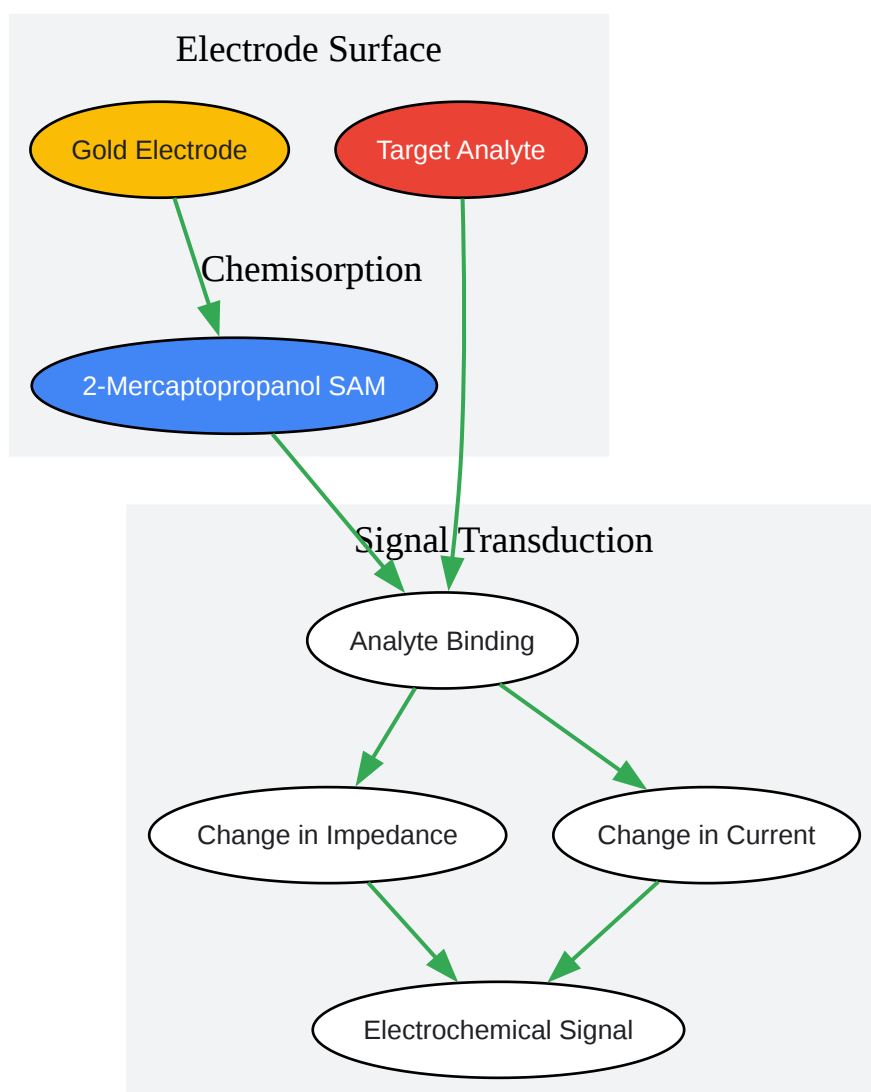 Electrode Surface
Gold Electrode
Target Analyte
Chemisorption
2-Mercaptopropanol SAM
Signal Transduction
Analyte Binding
Change in Impedance
Change in Current
Electrochemical Signal